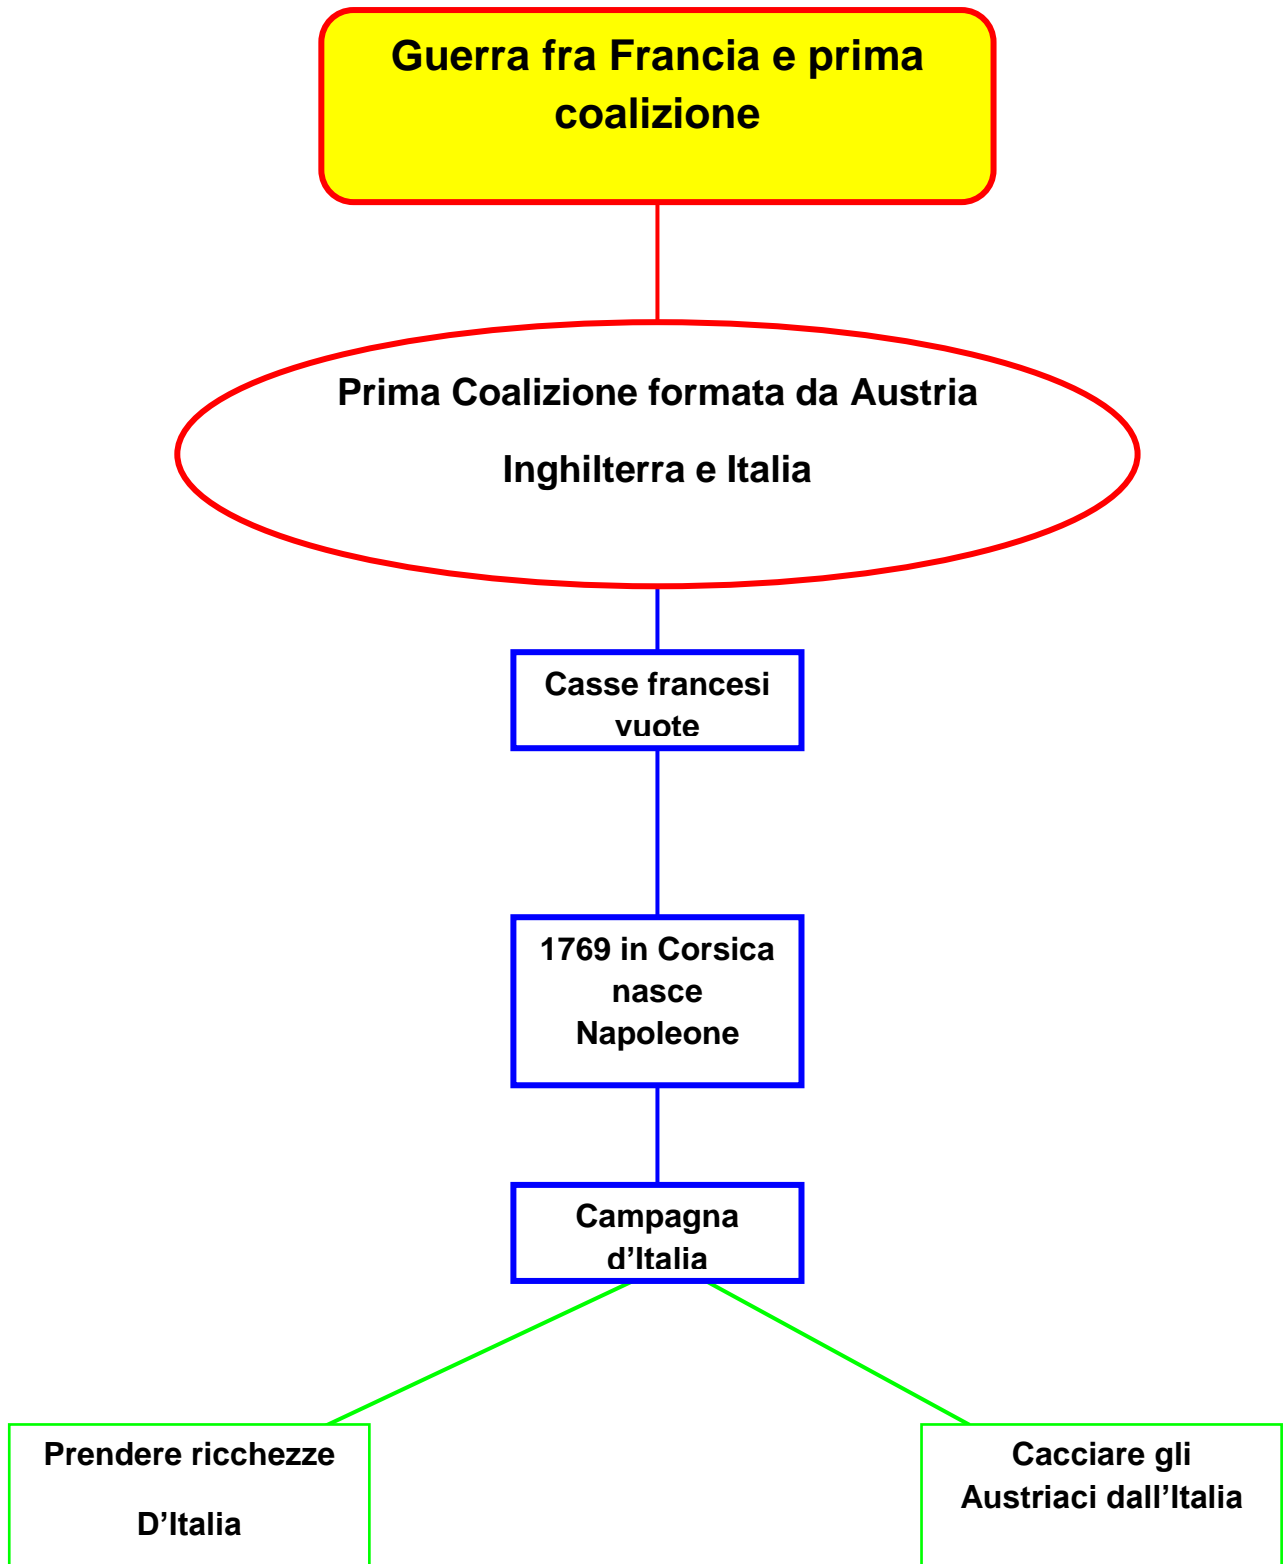 Guerra fra Francia e prima
coalizione
Prima Coalizione formata da Austria
Inghilterra e Italia
Casse francesi
vuote
1769 in Corsica
nasce
Napoleone
Campagna
d’Italia
Prendere ricchezze
D’Italia
Cacciare gli
Austriaci dall’Italia